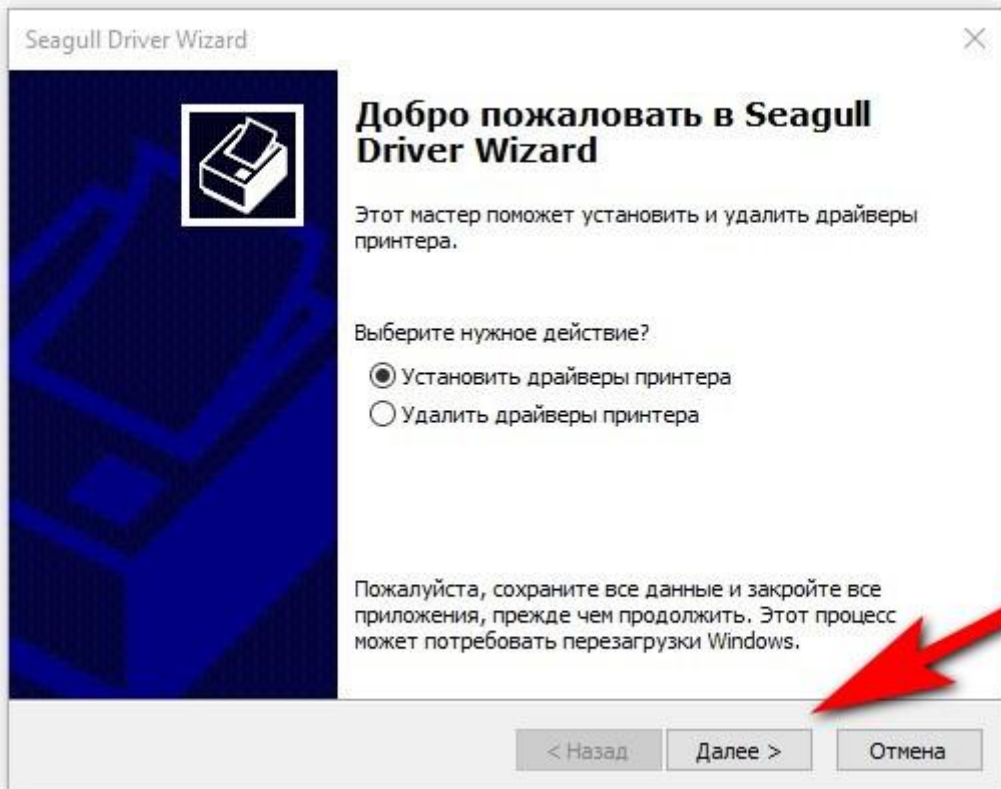 Seagull Driver Wizard
Добро пожаловать в Seagull
Driver Wizard
Этот мастер поможет установить и удалить драйверы
принтера.
Выберите нужное действие?
Установить драйверы принтера
Удалить драйверы принтера
Пожалуйста, сохраните все данные и закройте все
приложения, прежде чем продолжить. Этот процесс
может потребовать перезагрузки Windows.
< Назад Далее > Отмена